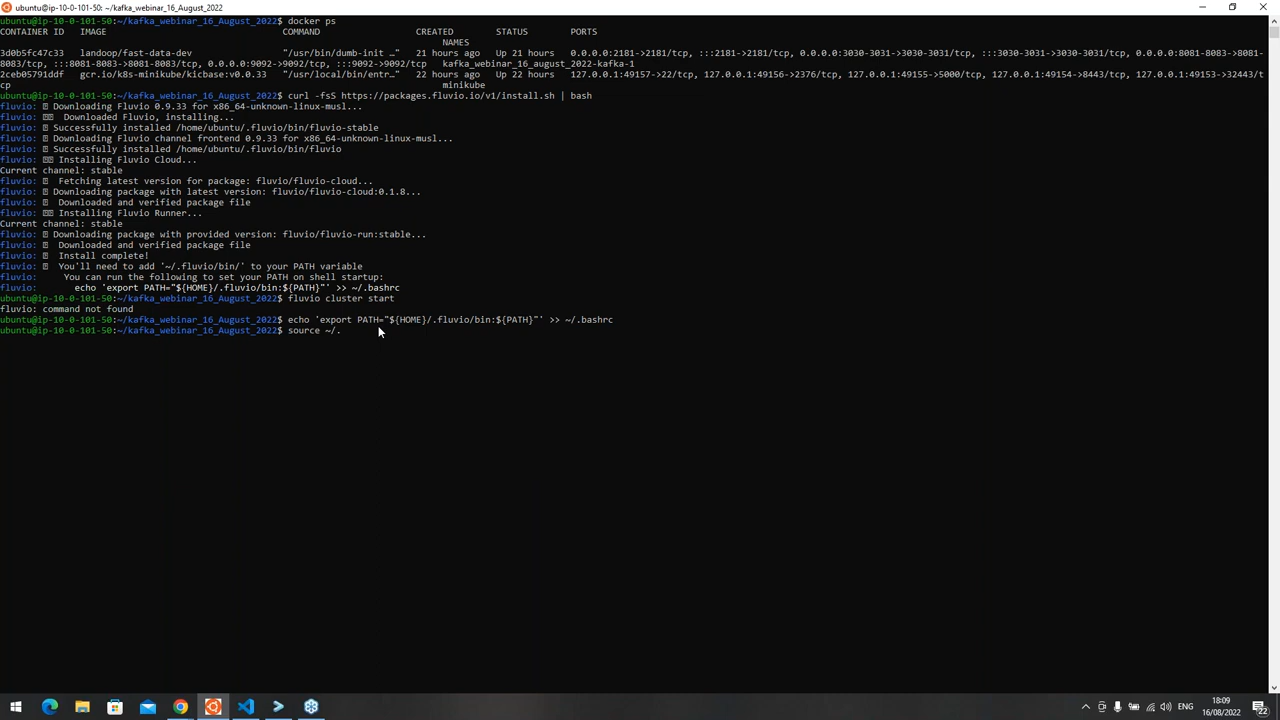 ubuntu@ip-10-0-101-50: ~/kafka_webinar_16_August_2022
ubuntu@ip-10-0-101-50:~/kafka_webinar_16_August_2022$ docker ps
CONTAINER ID IMAGE COMMAND CREATED STATUS PORTS
NAMES
3d0b5fc47c33 landoop/fast-data-dev "/usr/bin/dumb-init …" 21 hours ago Up 21 hours 0.0.0.0:2181->2181/tcp, :::2181->2181/tcp, 0.0.0.0:3030-3031->3030-3031/tcp, :::3030-3031->3030-3031/tcp, 0.0.0.0:8081-8083->8081-
8083/tcp, :::8081-8083->8081-8083/tcp, 0.0.0.0:9092->9092/tcp, :::9092->9092/tcp kafka_webinar_16_august_2022-kafka-1
2ceb05791ddf gcr.io/k8s-minikube/kicbase:v0.0.33 "/usr/local/bin/entr…" 22 hours ago Up 22 hours 127.0.0.1:49157->22/tcp, 127.0.0.1:49156->2376/tcp, 127.0.0.1:49155->5000/tcp, 127.0.0.1:49154->8443/tcp, 127.0.0.1:49153->32443/t
cp minikube
ubuntu@ip-10-0-101-50:~/kafka_webinar_16_August_2022$ curl -fsS https://packages.fluvio.io/v1/install.sh | bash
fluvio: Downloading Fluvio 0.9.33 for x86_64-unknown-linux-musl...
fluvio: Downloaded Fluvio, installing...
fluvio: Successfully installed /home/ubuntu/.fluvio/bin/fluvio-stable
fluvio: Downloading Fluvio channel frontend 0.9.33 for x86_64-unknown-linux-musl...
fluvio: Successfully installed /home/ubuntu/.fluvio/bin/fluvio
fluvio: Installing Fluvio Cloud...
Current channel: stable
fluvio: Fetching latest version for package: fluvio/fluvio-cloud...
fluvio: Downloading package with latest version: fluvio/fluvio-cloud:0.1.8...
fluvio: Downloaded and verified package file
fluvio: Installing Fluvio Runner...
Current channel: stable
fluvio: Downloading package with provided version: fluvio/fluvio-run:stable...
fluvio: Downloaded and verified package file
fluvio: Install complete!
fluvio: You'll need to add '~/.fluvio/bin/' to your PATH variable
fluvio: You can run the following to set your PATH on shell startup:
fluvio: echo 'export PATH="${HOME}/.fluvio/bin:${PATH}"' >> ~/.bashrc
ubuntu@ip-10-0-101-50:~/kafka_webinar_16_August_2022$ fluvio cluster start
fluvio: command not found
ubuntu@ip-10-0-101-50:~/kafka_webinar_16_August_2022$ echo 'export PATH="${HOME}/.fluvio/bin:${PATH}"' >> ~/.bashrc
ubuntu@ip-10-0-101-50:~/kafka_webinar_16_August_2022$ source ~/.
ENG
18:09
16/08/2022
22